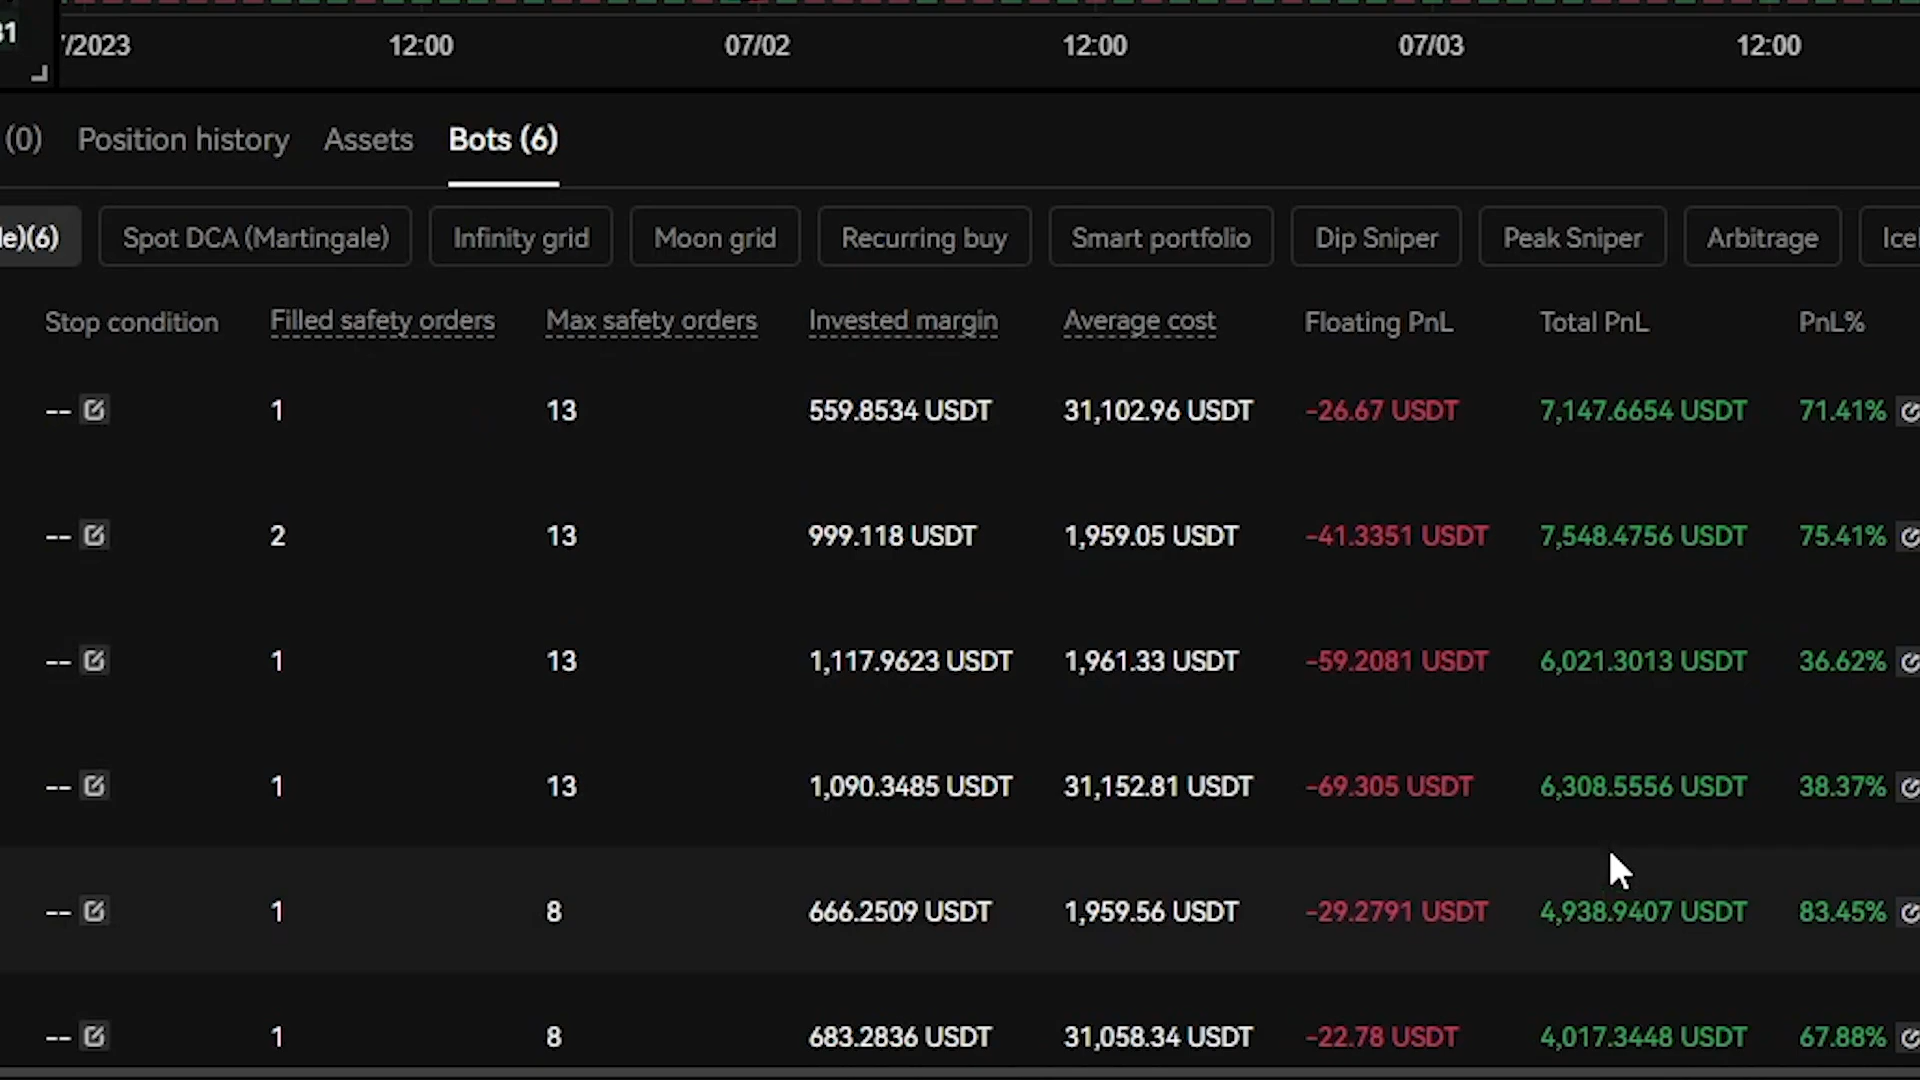 31
/2023 12:00 07/02 12:00 07/03 12:00
(0) Position history Assets Bots (6)
le)(6) Spot DCA (Martingale) Infinity grid Moon grid Recurring buy Smart portfolio Dip Sniper Peak Sniper Arbitrage Ice
Stop condition Filled safety orders Max safety orders Invested margin Average cost Floating PnL Total PnL PnL%
-- 1 13 559.8534 USDT 31,102.96 USDT -26.67 USDT 7,147.6654 USDT 71.41%
-- 2 13 999.118 USDT 1,959.05 USDT -41.3351 USDT 7,548.4756 USDT 75.41%
-- 1 13 1,117.9623 USDT 1,961.33 USDT -59.2081 USDT 6,021.3013 USDT 36.62%
-- 1 13 1,090.3485 USDT 31,152.81 USDT -69.305 USDT 6,308.5556 USDT 38.37%
-- 1 8 666.2509 USDT 1,959.56 USDT -29.2791 USDT 4,938.9407 USDT 83.45%
-- 1 8 683.2836 USDT 31,058.34 USDT -22.78 USDT 4,017.3448 USDT 67.88%